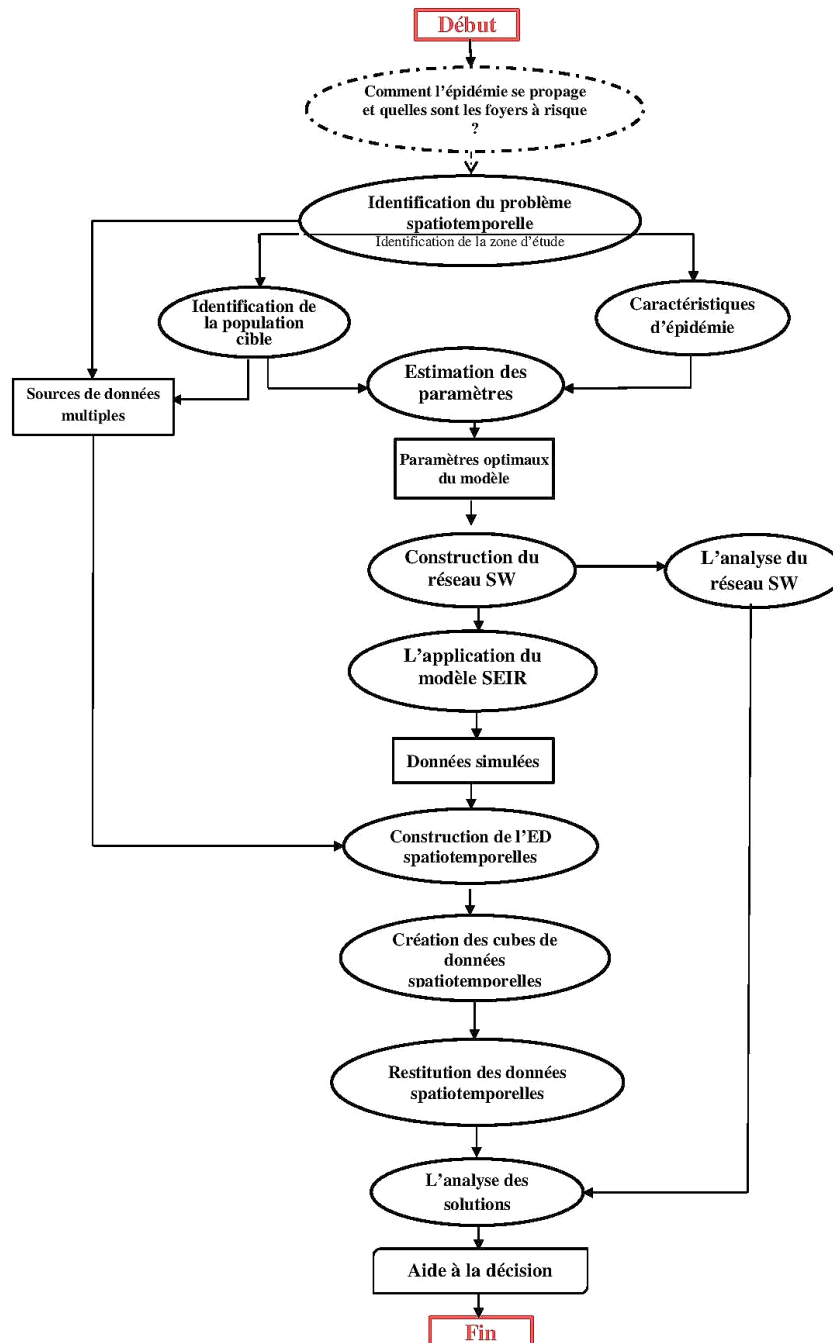 Début
Comment l'épidémie se propage
et quelles sont les foyers à risque
?
Identification du problème
spatiotemporelle
Identification de la zone d'étude
Identification de
la population
cible
Caractéristiques
d'épidémie
Estimation des
paramètres
Sources de données
multiples
Paramètres optimaux
du modèle
Construction du
réseau SW
L'analyse du
réseau SW
L'application du
modèle SEIR
Données simulées
Construction de l'ED
spatiotemporelles
Création des cubes de
données
spatiotemporelles
Restitution des données
spatiotemporelles
L'analyse des
solutions
Aide à la décision
Fin